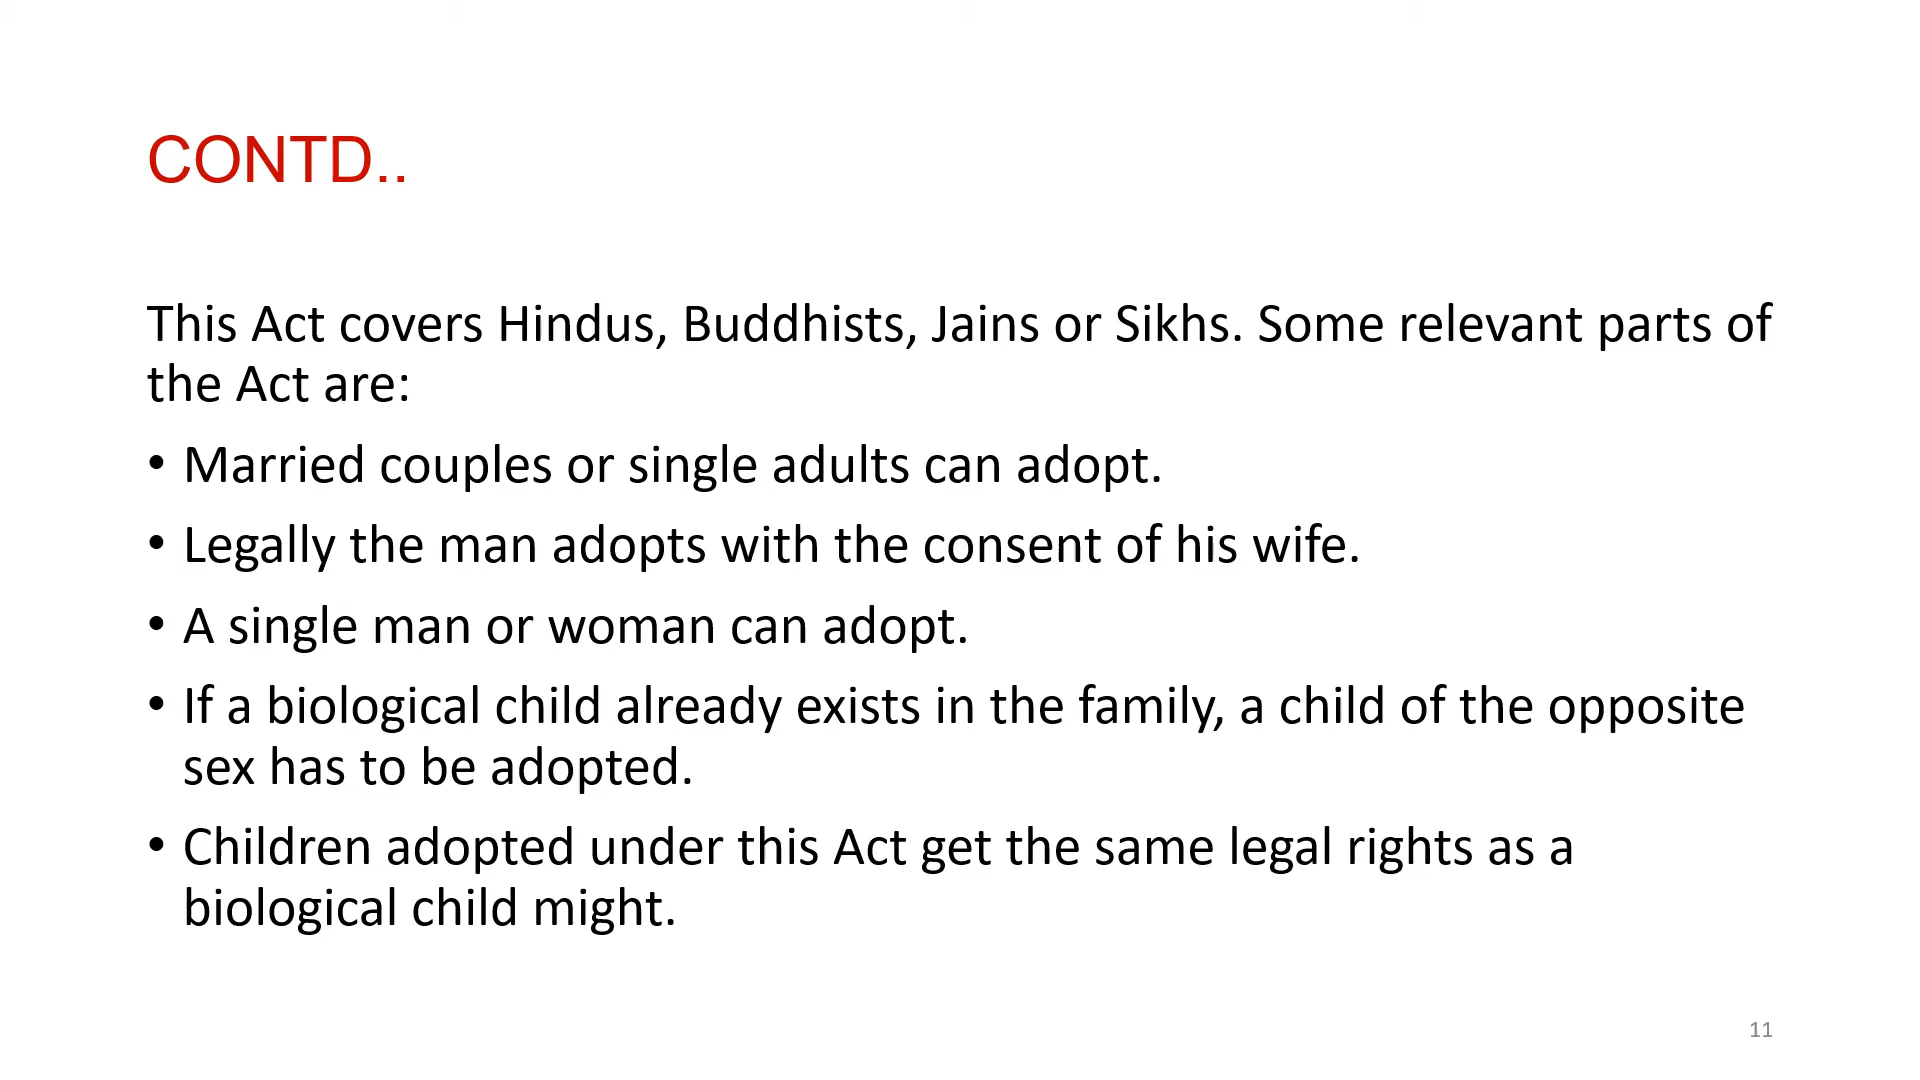 CONTD..
This Act covers Hindus, Buddhists, Jains or Sikhs. Some relevant parts of
the Act are:
• Married couples or single adults can adopt.
• Legally the man adopts with the consent of his wife.
• A single man or woman can adopt.
• If a biological child already exists in the family, a child of the opposite
sex has to be adopted.
• Children adopted under this Act get the same legal rights as a
biological child might.
11